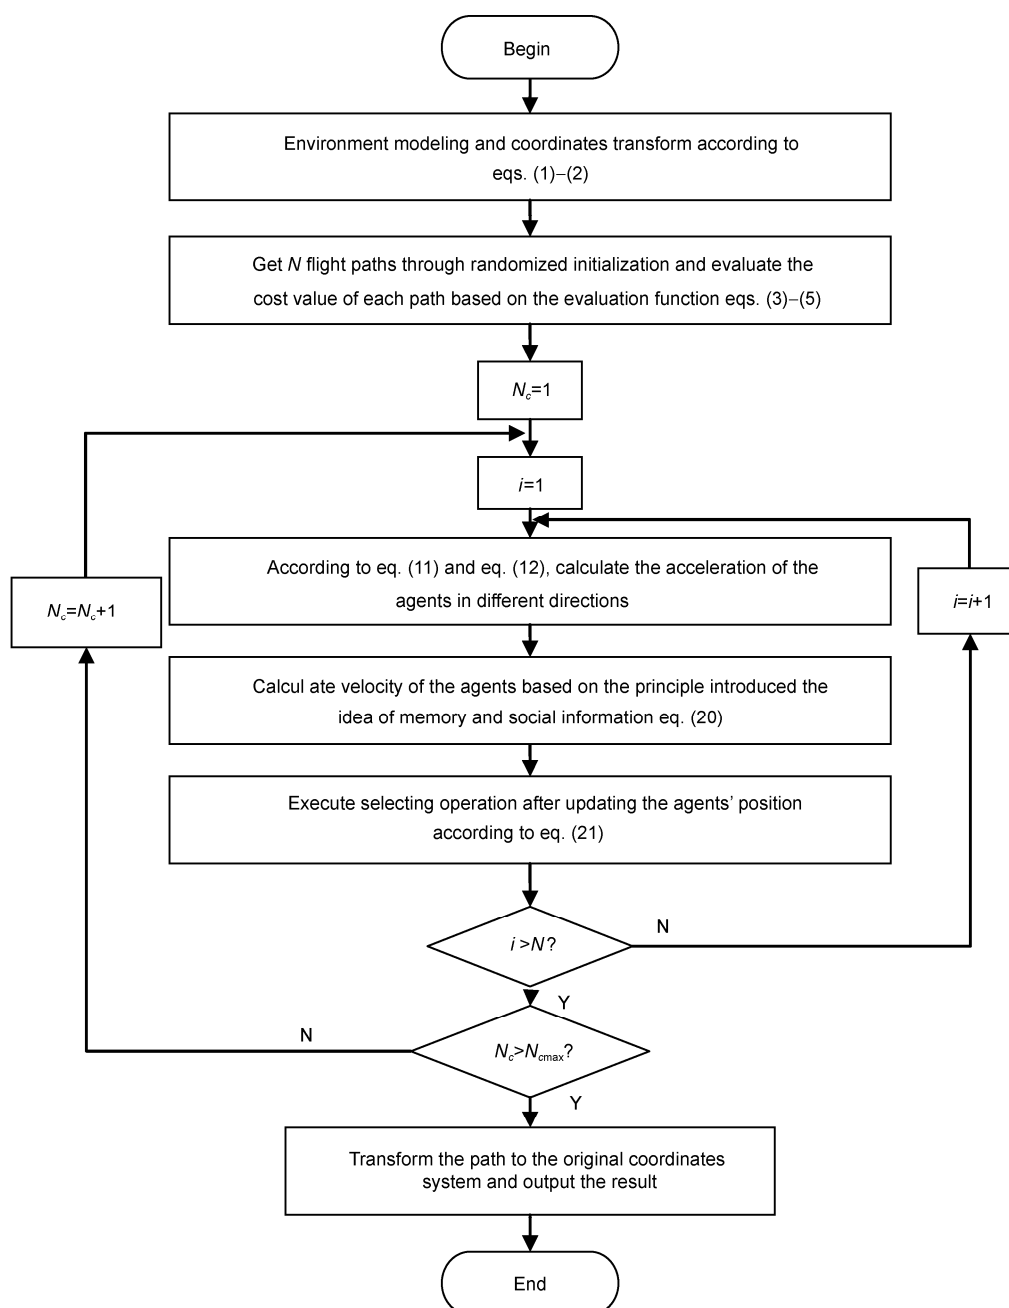 Begin
Environment modeling and coordinates transform according to
eqs. (1)−(2)
Get N flight paths through randomized initialization and evaluate the
cost value of each path based on the evaluation function eqs. (3)−(5)
Nc=1
i=1
According to eq. (11) and eq. (12), calculate the acceleration of the
agents in different directions
Nc=Nc+1
i=i+1
Calcul ate velocity of the agents based on the principle introduced the
idea of memory and social information eq. (20)
Execute selecting operation after updating the agents’ position
according to eq. (21)
i >N?
N
Y
Nc>Ncmax?
N
Y
Transform the path to the original coordinates
system and output the result
End